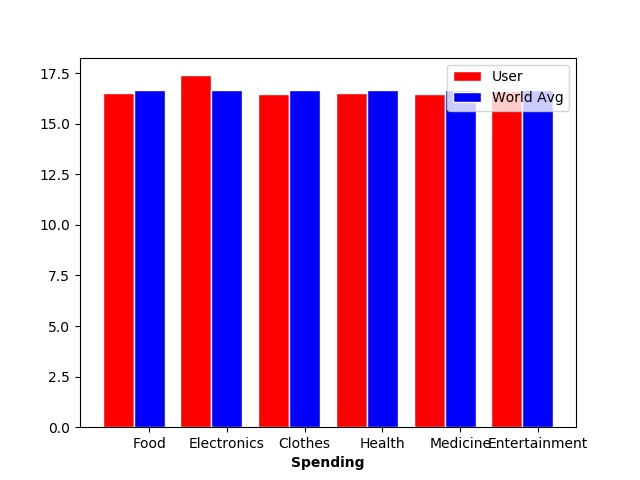 User
World Avg
17.5
15.0
12.5
10.0
7.5
5.0
2.5
0.0
Food Electronics Clothes Health Medicine Entertainment
Spending